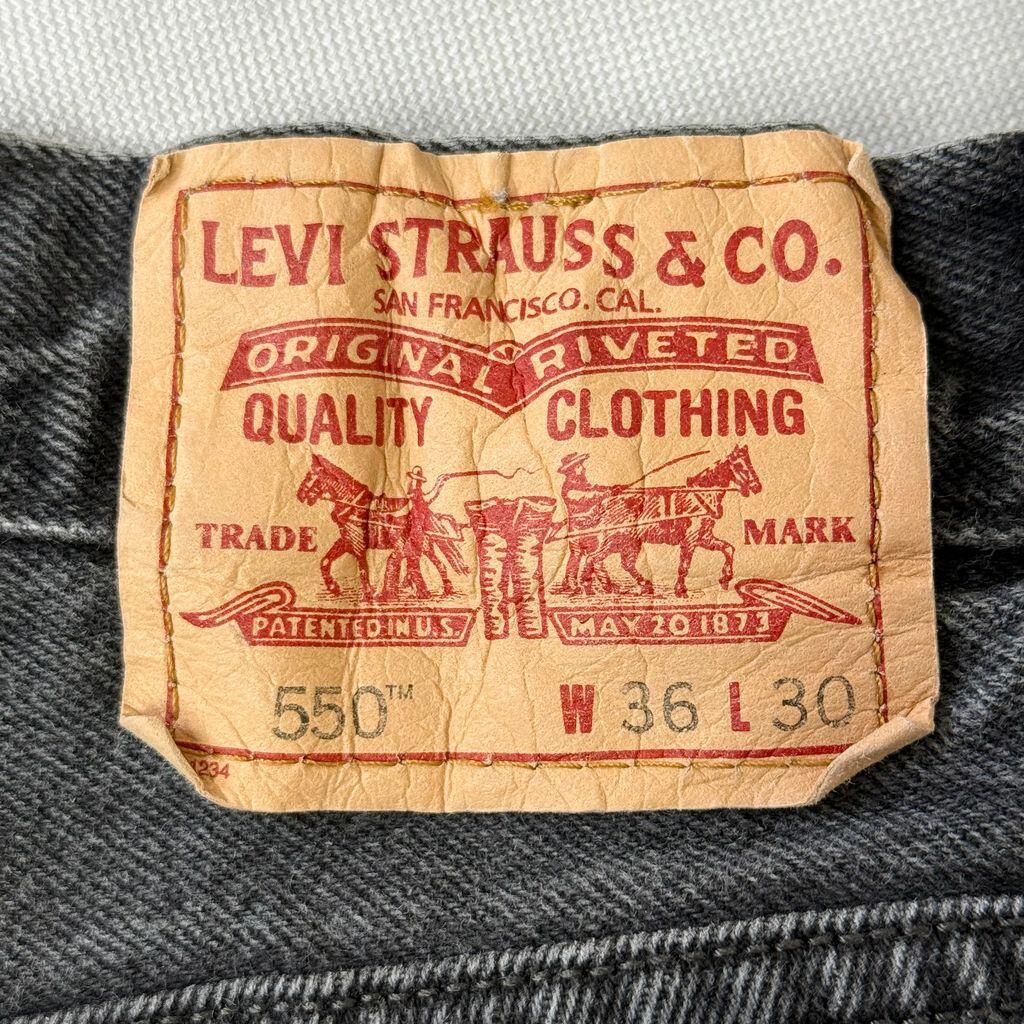 LEVI STRAUSS & CO.
SAN FRANCISCO. CAL.
ORIGINAL RIVETED
QUALITY CLOTHING
TRADE MARK
PATENTED IN U.S. MAY 20 1873
550™ W 36 L 30
1234